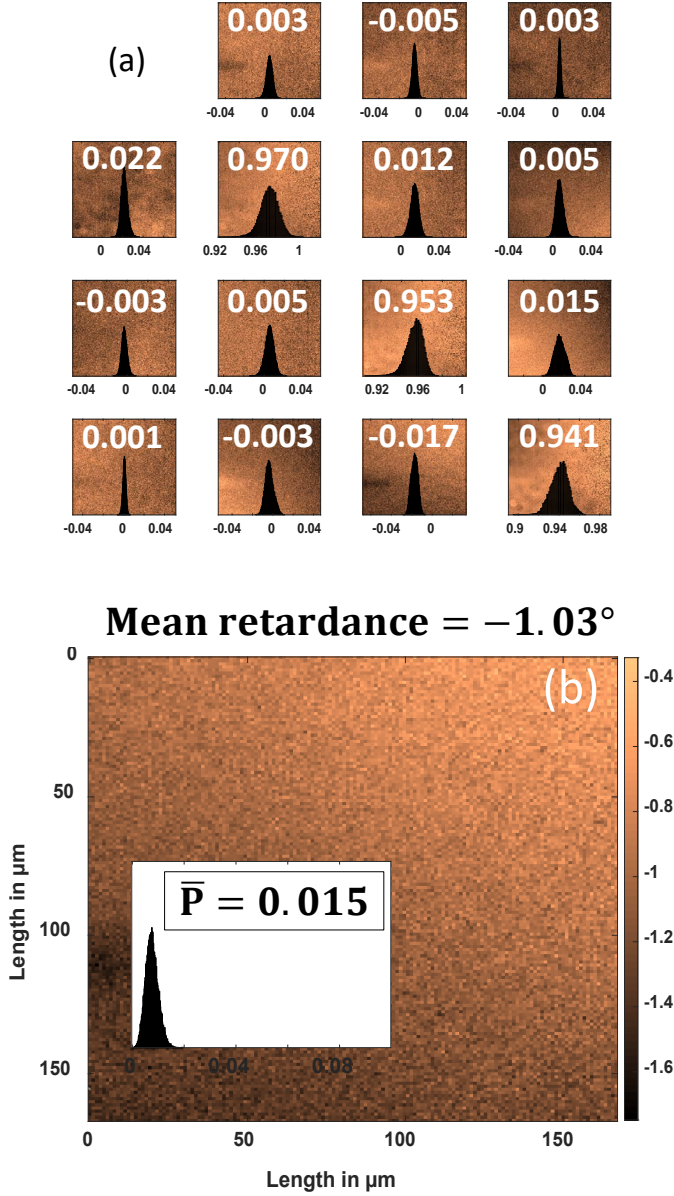 0.003 -0.005 0.003
(a)
-0.04 0 0.04 -0.04 0 0.04 -0.04 0 0.04
0.022 0.970 0.012 0.005
0 0.04 0.92 0.96 1 0 0.04 -0.04 0 0.04
-0.003 0.005 0.953 0.015
-0.04 0 0.04 -0.04 0 0.04 0.92 0.96 1 0 0.04
0.001 -0.003 -0.017 0.941
-0.04 0 0.04 -0.04 0 0.04 -0.04 0 0.9 0.94 0.98
Mean retardance = −1.03°
(b)
0
50
100
150
Length in µm
P̅ = 0.015
0 0.04 0.08
0 50 100 150
Length in µm
-0.4
-0.6
-0.8
-1
-1.2
-1.4
-1.6